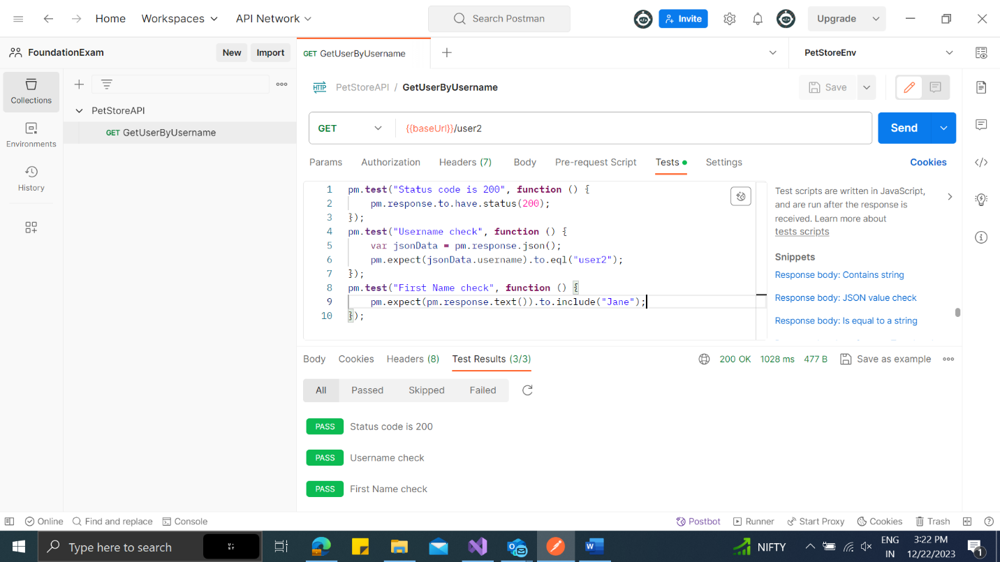 Home
Workspaces
API Network
Search Postman
Invite
Upgrade
FoundationExam
New
Import
GET GetUserByUsername
PetStoreEnv
Collections
Environments
History
PetStoreAPI
GET GetUserByUsername
HTTP PetStoreAPI / GetUserByUsername
Save
GET
{{baseUrl}}/user2
Send
Params
Authorization
Headers (7)
Body
Pre-request Script
Tests
Settings
Cookies
1 pm.test("Status code is 200", function () {
2 pm.response.to.have.status(200);
3 });
4 pm.test("Username check", function () {
5 var jsonData = pm.response.json();
6 pm.expect(jsonData.username).to.eql("user2");
7 });
8 pm.test("First Name check", function () {
9 pm.expect(pm.response.text()).to.include("Jane");
10 });
Test scripts are written in JavaScript,
and are run after the response is
received. Learn more about
tests scripts
Snippets
Response body: Contains string
Response body: JSON value check
Response body: Is equal to a string
Body
Cookies
Headers (8)
Test Results (3/3)
200 OK
1028 ms
477 B
Save as example
All
Passed
Skipped
Failed
PASS Status code is 200
PASS Username check
PASS First Name check
Online
Find and replace
Console
Postbot
Runner
Start Proxy
Cookies
Trash
Type here to search
NIFTY
ENG
IN
3:22 PM
12/22/2023
1